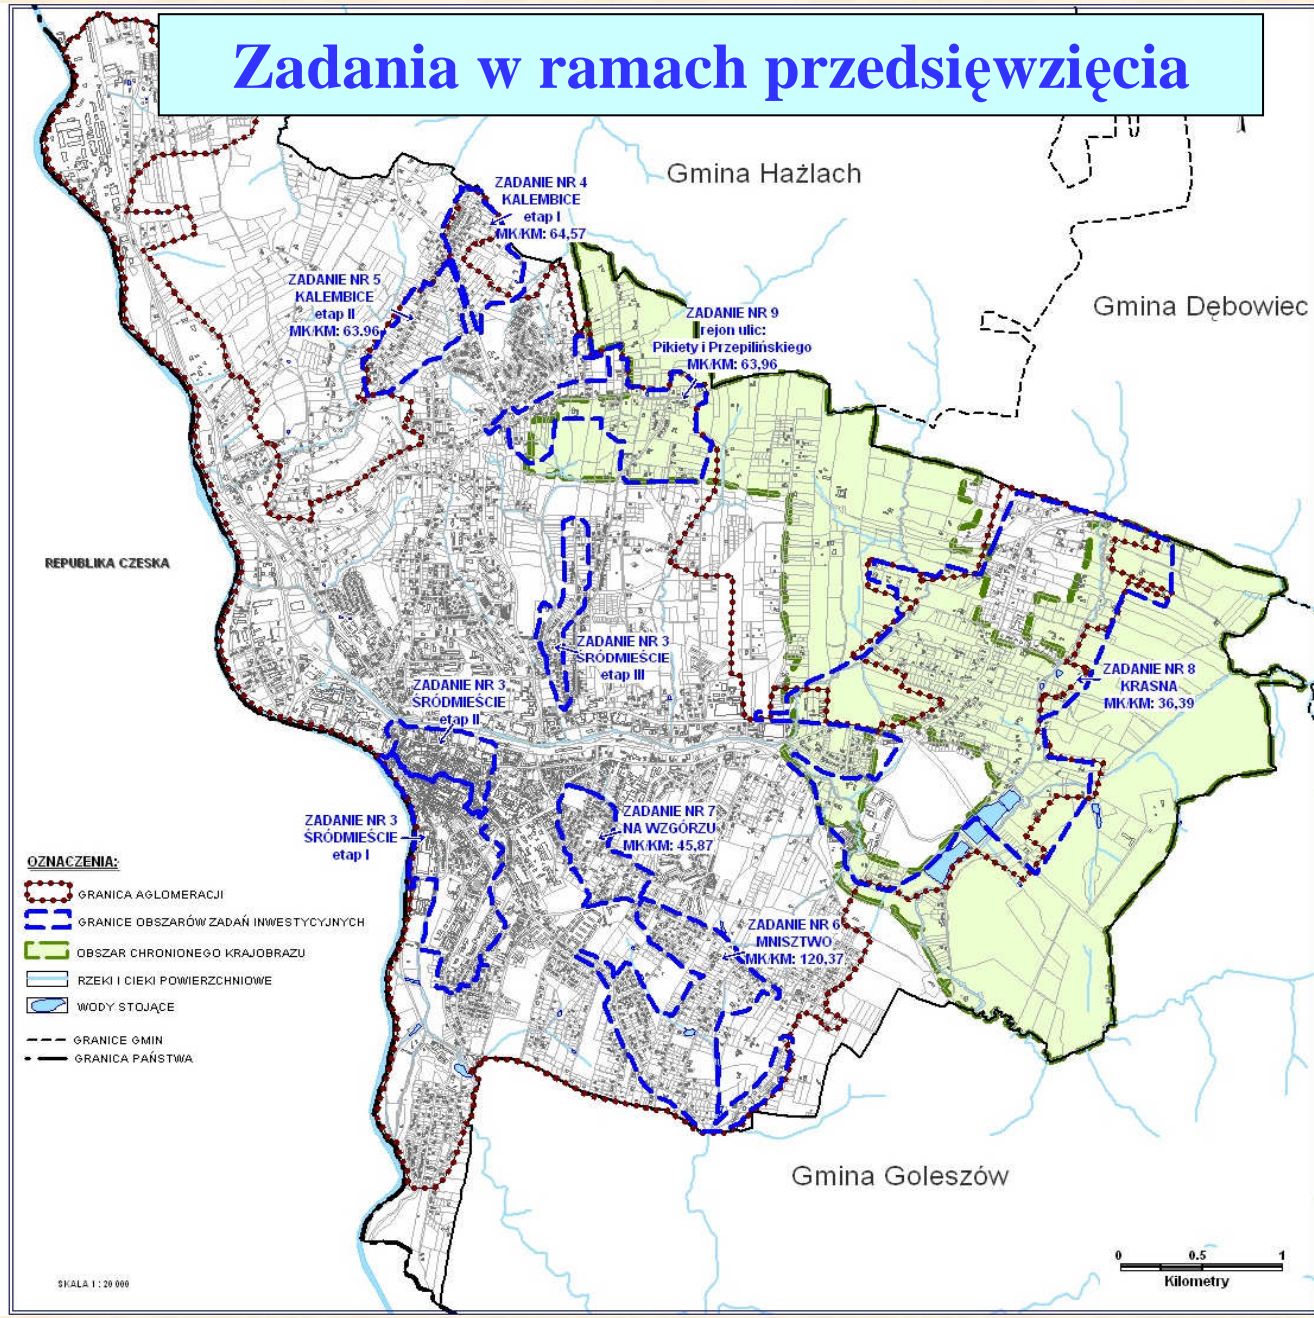 Zadania w ramach przedsięwzięcia
Gmina Hażlach
ZADANIE NR 4
KALEMBICE
etap I
MK/KM: 64,57
ZADANIE NR 5
KALEMBICE
etap II
MK/KM: 63.96
Gmina Dębowiec
ZADANIE NR 9
rejon ulic:
Pikiety i Przepilińskiego
MK/KM: 63,96
REPUBLIKA CZESKA
ZADANIE NR 3
ŚRÓDMIEŚCIE
etap III
ZADANIE NR 8
KRASNA
MK/KM: 36,39
ZADANIE NR 3
ŚRÓDMIEŚCIE
etap II
ZADANIE NR 3
ŚRÓDMIEŚCIE
etap I
ZADANIE NR 7
NA WZGÓRZU
MK/KM: 45,87
ZADANIE NR 6
MNISZTWO
MK/KM: 120,37
OZNACZENIA:
GRANICA AGLOMERACJI
GRANICE OBSZARÓW ZADAŃ INWESTYCYJNYCH
OBSZAR CHRONIONEGO KRAJOBRAZU
RZEKI I CIEKI POWIERZCHNIOWE
WODY STOJĄCE
GRANICE GMIN
GRANICA PAŃSTWA
Gmina Goleszów
0 0.5 1
Kilometry
SKALA 1 : 20 000